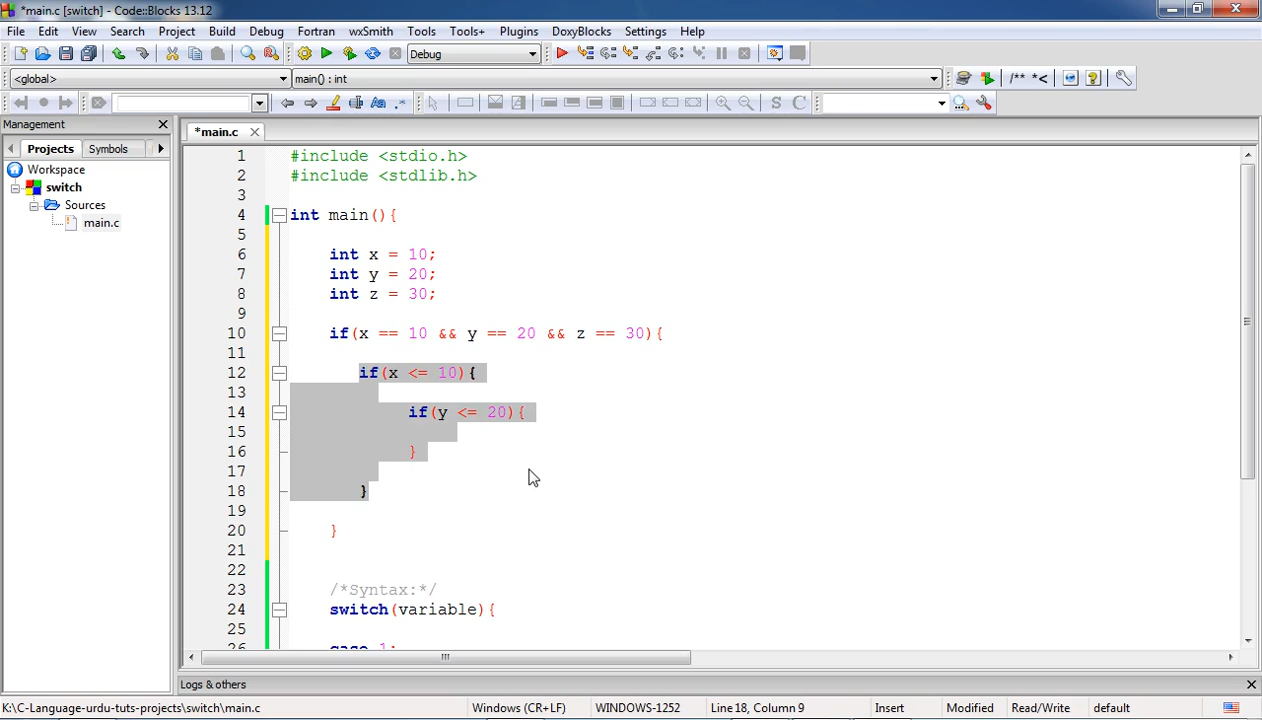 *main.c [switch] - Code::Blocks 13.12
File Edit View Search Project Build Debug Fortran wxSmith Tools Tools+ Plugins DoxyBlocks Settings Help
Debug
<global> main() : int /** *<
Aa .* S C
Management
Projects Symbols
*main.c
Workspace
switch
Sources
main.c
1 #include <stdio.h>
2 #include <stdlib.h>
3
4 int main(){
5
6 int x = 10;
7 int y = 20;
8 int z = 30;
9
10 if(x == 10 && y == 20 && z == 30){
11
12 if(x <= 10){
13
14 if(y <= 20){
15
16 }
17
18 }
19
20 }
21
22
23 /*Syntax:*/
24 switch(variable){
25
26 case 1:
Logs & others
K:\C-Language-urdu-tuts-projects\switch\main.c Windows (CR+LF) WINDOWS-1252 Line 18, Column 9 Insert Modified Read/Write default